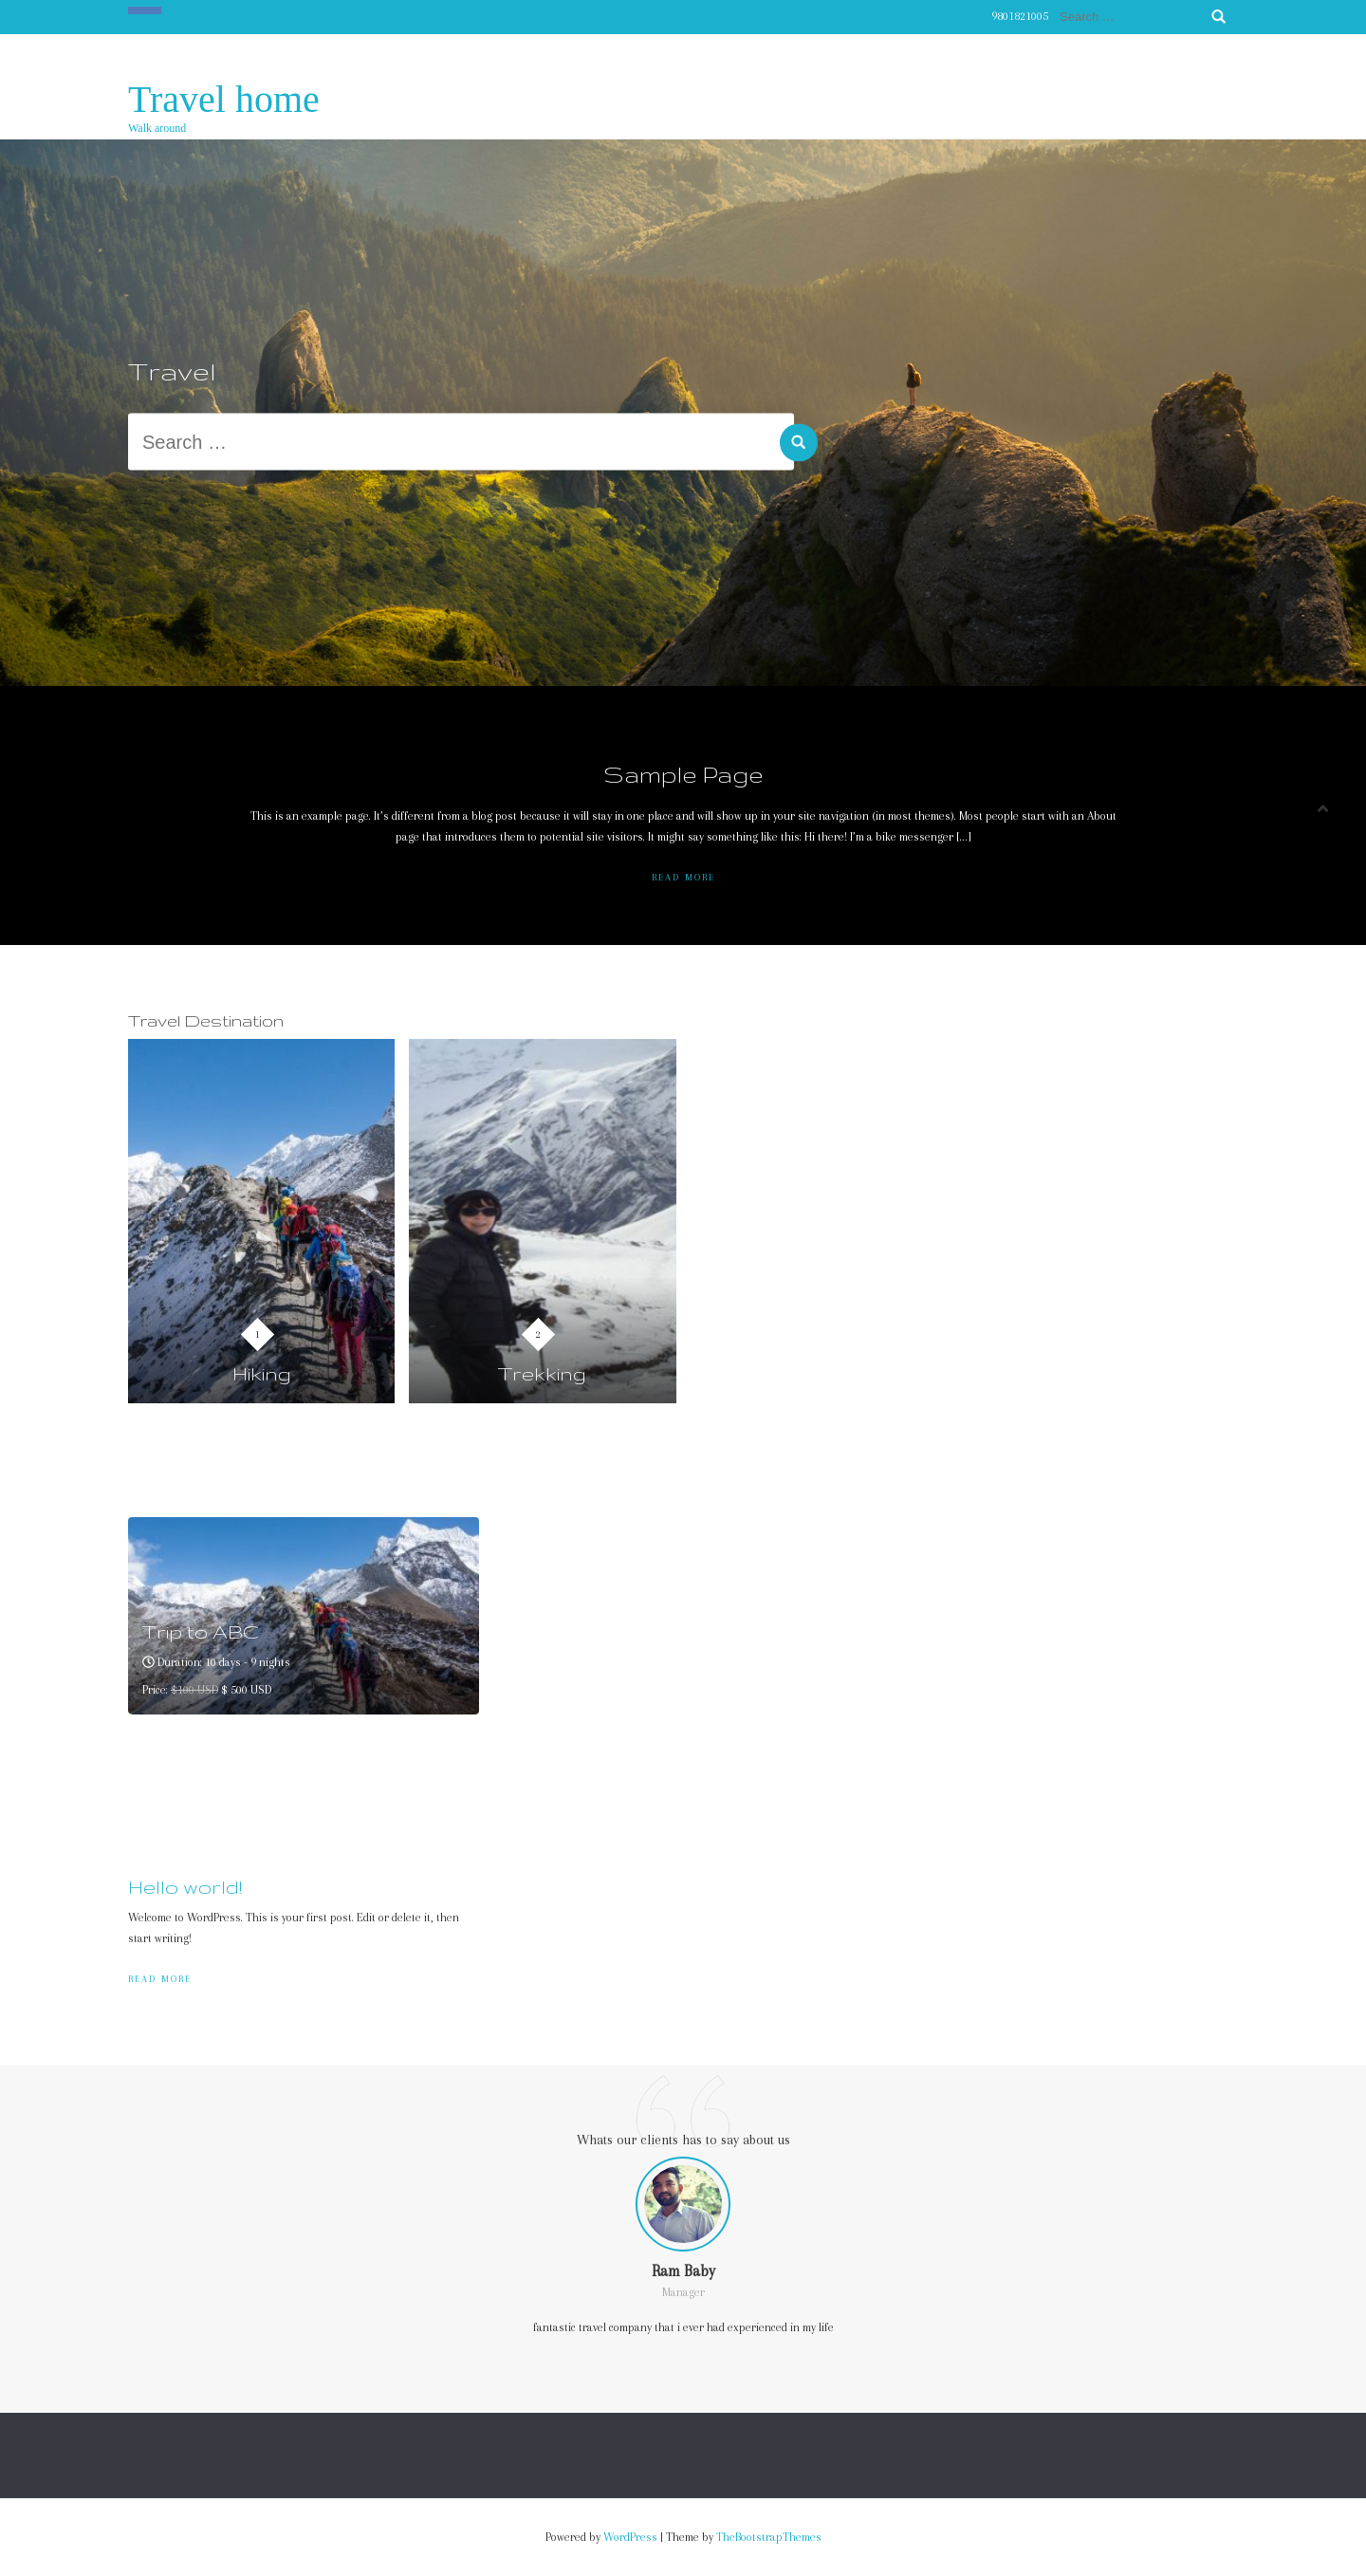 9801821005 Search …
Travel home
Walk around
Travel
Search …
Sample Page
This is an example page. It's different from a blog post because it will stay in one place and will show up in your site navigation (in most themes). Most people start with an About
page that introduces them to potential site visitors. It might say something like this: Hi there! I'm a bike messenger [...]
READ MORE
Travel Destination
1
Hiking
2
Trekking
Trip to ABC
Duration: 10 days - 9 nights
Price: $100 USD $ 500 USD
Hello world!
Welcome to WordPress. This is your first post. Edit or delete it, then
start writing!
READ MORE
Whats our clients has to say about us
Ram Baby
Manager
fantastic travel company that i ever had experienced in my life
Powered by WordPress | Theme by TheBootstrapThemes